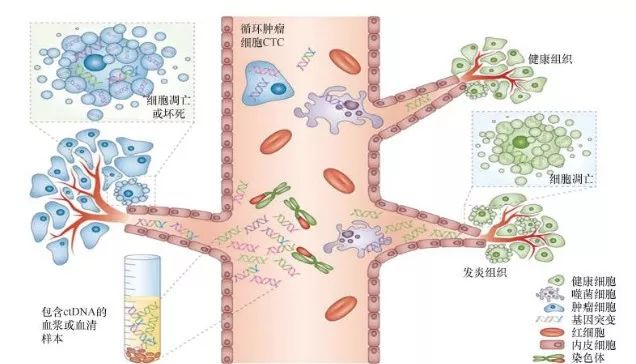 循环肿瘤
细胞CTC
健康组织
细胞凋亡
或坏死
细胞凋亡
发炎组织
包含ctDNA的
血浆或血清
样本
健康细胞
噬菌细胞
肿瘤细胞
基因突变
红细胞
内皮细胞
染色体